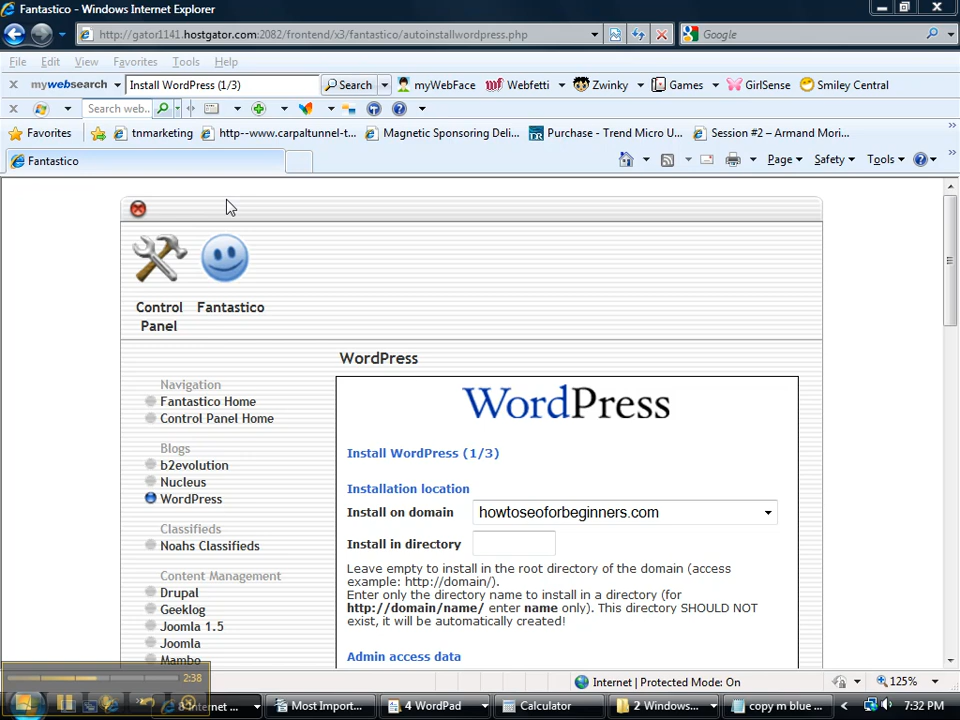 Fantastico - Windows Internet Explorer
http://gator1141.hostgator.com:2082/frontend/x3/fantastico/autoinstallwordpress.php
Google
File Edit View Favorites Tools Help
mywebsearch Install WordPress (1/3) Search myWebFace Webfetti Zwinky Games GirlSense Smiley Central
Search web...
Favorites tnmarketing http--www.carpaltunnel-t... Magnetic Sponsoring Deli... Purchase - Trend Micro U... Session #2 – Armand Mori...
Fantastico
Page Safety Tools
Control
Panel
Fantastico
WordPress
Navigation
Fantastico Home
Control Panel Home
Blogs
b2evolution
Nucleus
WordPress
Classifieds
Noahs Classifieds
Content Management
Drupal
Geeklog
Joomla 1.5
Joomla
Mambo
WordPress
Install WordPress (1/3)
Installation location
Install on domain howtoseoforbeginners.com
Install in directory
Leave empty to install in the root directory of the domain (access
example: http://domain/).
Enter only the directory name to install in a directory (for
http://domain/name/ enter name only). This directory SHOULD NOT
exist, it will be automatically created!
Admin access data
2:38
Internet | Protected Mode: On
125%
Most Import...
4 WordPad
Calculator
2 Windows...
copy m blue ...
7:32 PM